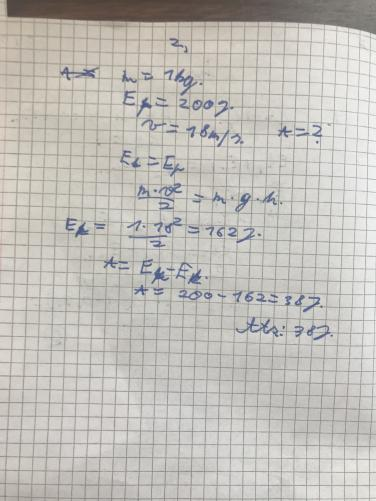 2,
m = 1kg.
Ep = 200J.
v = 18m/s. A = ?
Ek = Ep
m · v²/2 = m · g · h.
Ek = 1 · 18²/2 = 162J.
A = Ep - Ek.
A = 200 - 162 = 38J.
38J.